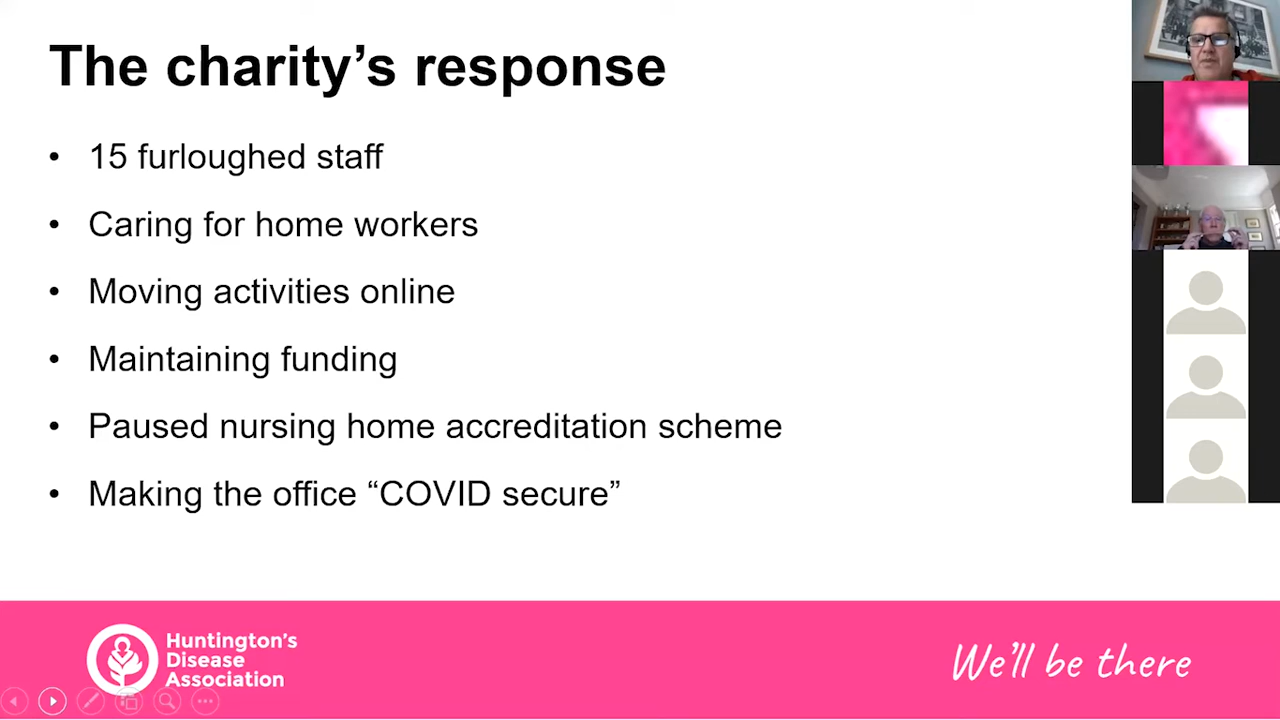 The charity’s response
• 15 furloughed staff
• Caring for home workers
• Moving activities online
• Maintaining funding
• Paused nursing home accreditation scheme
• Making the office “COVID secure”
Huntington’s
Disease
Association
We’ll be there